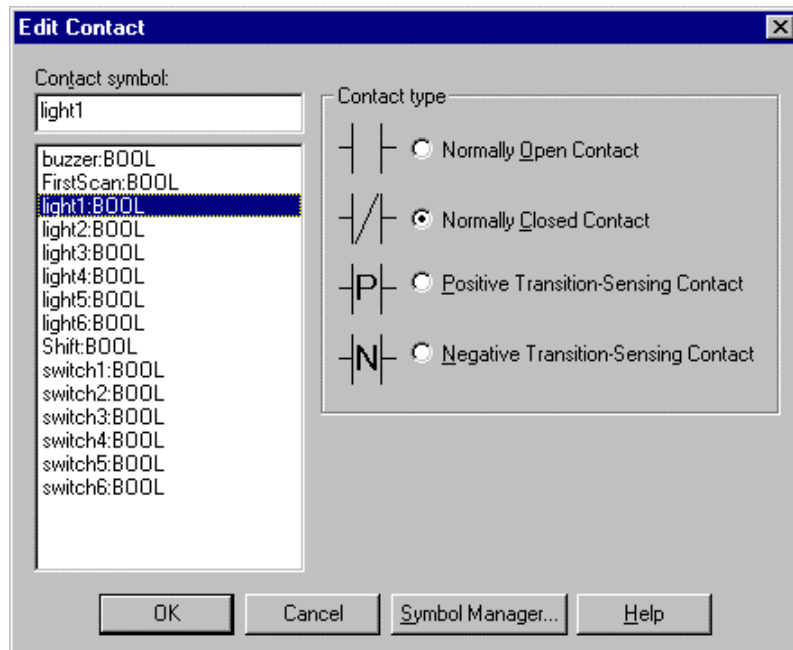 Edit Contact
Contact symbol:
light1
buzzer:BOOL
FirstScan:BOOL
light1:BOOL
light2:BOOL
light3:BOOL
light4:BOOL
light5:BOOL
light6:BOOL
Shift:BOOL
switch1:BOOL
switch2:BOOL
switch3:BOOL
switch4:BOOL
switch5:BOOL
switch6:BOOL
Contact type
Normally Open Contact
Normally Closed Contact
P Positive Transition-Sensing Contact
N Negative Transition-Sensing Contact
OK Cancel Symbol Manager... Help